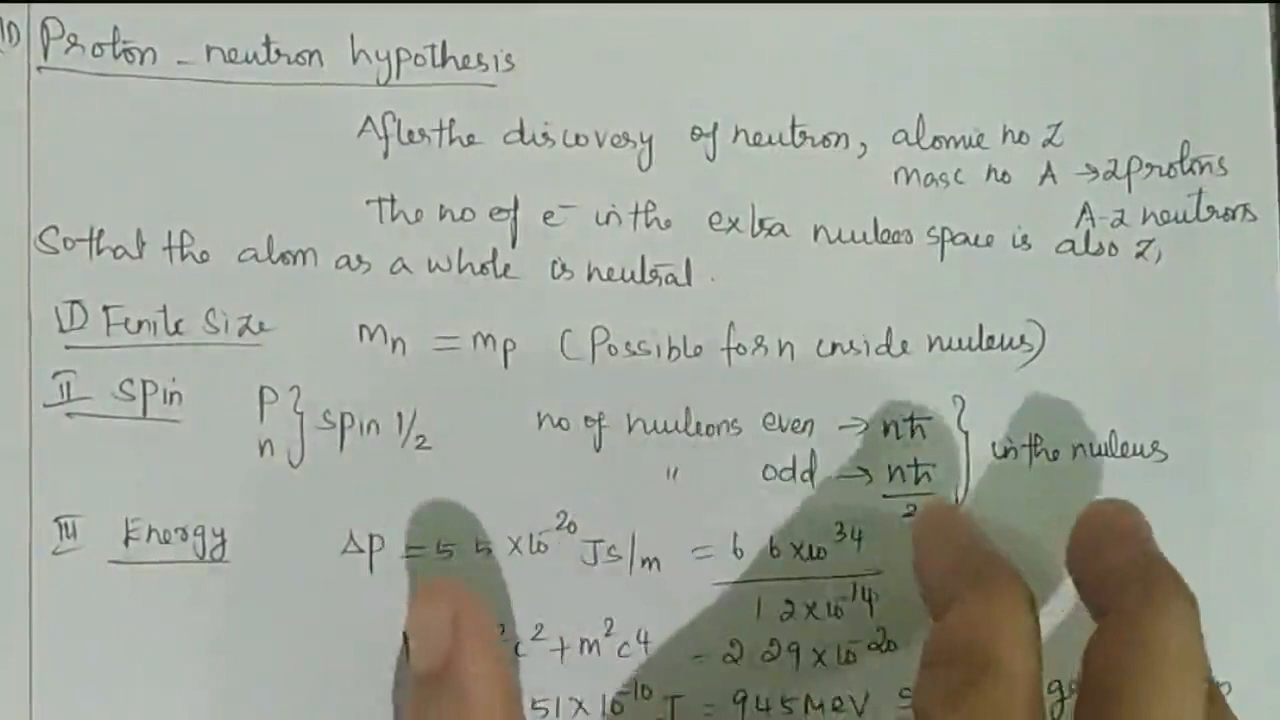 1) Proton - neutron hypothesis
After the discovery of neutron, atomic no Z
mass no A → Z protons
A-Z neutrons
The no of e⁻ in the extra nuclear space is also Z,
So that the atom as a whole is neutral.
I) Finite Size mn = mp (Possible for n inside nucleus)
II Spin P n } spin 1/2 no of nucleons even → nħ
" odd → nħ/2 } in the nucleus
III Energy Δp = 5 5 × 10⁻²⁰ Js/m = 6 6×10⁻³⁴
1 2×10⁻¹⁴
c² + m²c4 = 2 29 × 10⁻²⁰
51 × 10⁻¹⁰ J = 945 MeV